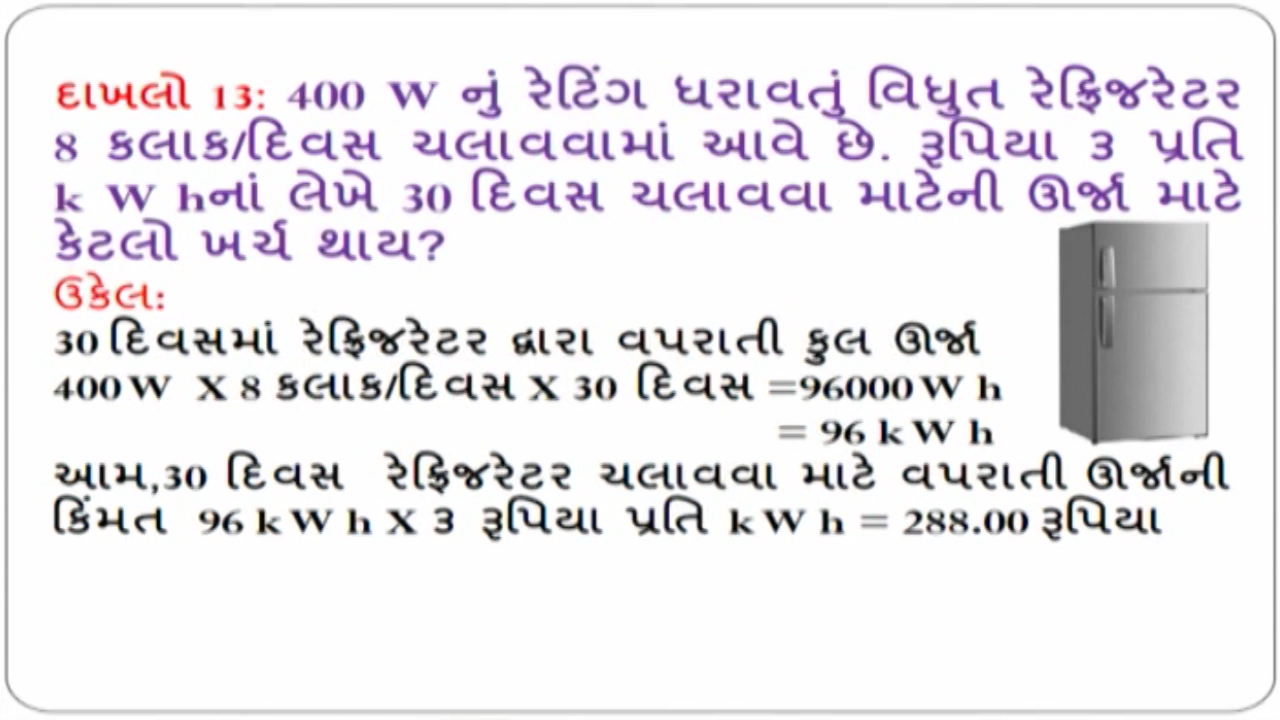 દાખલો 13: 400 W નું રેટિંગ ધરાવતું વિધુત રેફ્રિજરેટર
8 કલાક/દિવસ ચલાવવામાં આવે છે. રૂપિયા ૩ પ્રતિ
k W hનાં લેખે 30 દિવસ ચલાવવા માટેની ઊર્જા માટે
કેટલો ખર્ચ થાય?
ઉકેલ:
30 દિવસમાં રેફ્રિજરેટર દ્વારા વપરાતી કુલ ઊર્જા
400 W X 8 કલાક/દિવસ X 30 દિવસ =96000 W h
= 96 k W h
આમ,30 દિવસ રેફ્રિજરેટર ચલાવવા માટે વપરાતી ઊર્જાની
કિંમત 96 k W h X ૩ રૂપિયા પ્રતિ k W h = 288.00 રૂપિયા